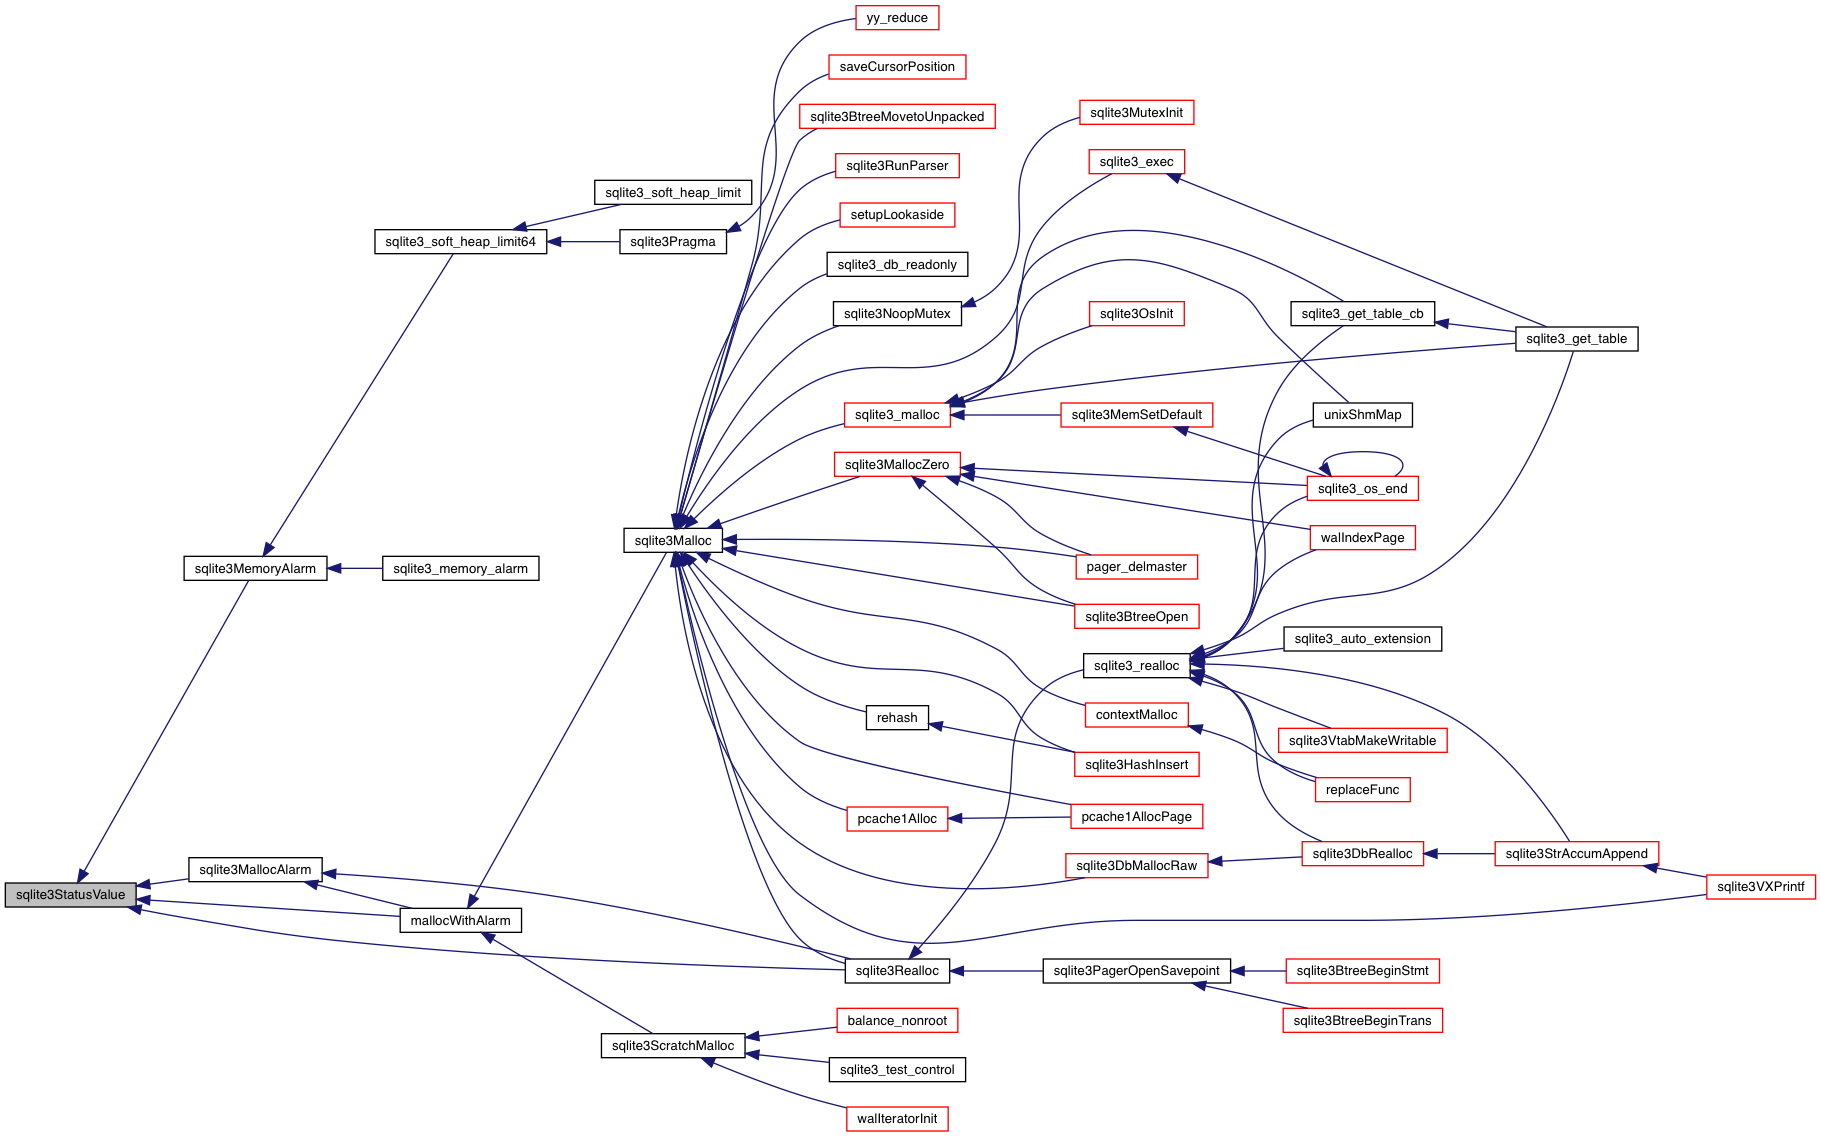 yy_reduce
saveCursorPosition
sqlite3BtreeMovetoUnpacked
sqlite3MutexInit
sqlite3_exec
sqlite3RunParser
sqlite3_soft_heap_limit
setupLookaside
sqlite3_soft_heap_limit64
sqlite3Pragma
sqlite3_db_readonly
sqlite3NoopMutex
sqlite3OsInit
sqlite3_get_table_cb
sqlite3_get_table
sqlite3_malloc
sqlite3MemSetDefault
unixShmMap
sqlite3MallocZero
sqlite3_os_end
sqlite3Malloc
walIndexPage
sqlite3MemoryAlarm
sqlite3_memory_alarm
pager_delmaster
sqlite3BtreeOpen
sqlite3_auto_extension
sqlite3_realloc
contextMalloc
rehash
sqlite3VtabMakeWritable
sqlite3HashInsert
replaceFunc
pcache1Alloc
pcache1AllocPage
sqlite3DbRealloc
sqlite3StrAccumAppend
sqlite3DbMallocRaw
sqlite3MallocAlarm
sqlite3VXPrintf
sqlite3StatusValue
mallocWithAlarm
sqlite3Realloc
sqlite3PagerOpenSavepoint
sqlite3BtreeBeginStmt
balance_nonroot
sqlite3BtreeBeginTrans
sqlite3ScratchMalloc
sqlite3_test_control
walIteratorInit